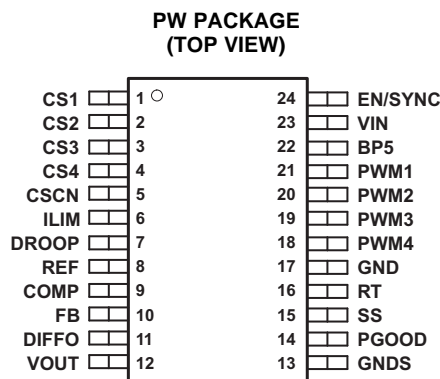 PW PACKAGE
(TOP VIEW)
CS1 1 24 EN/SYNC
CS2 2 23 VIN
CS3 3 22 BP5
CS4 4 21 PWM1
CSCN 5 20 PWM2
ILIM 6 19 PWM3
DROOP 7 18 PWM4
REF 8 17 GND
COMP 9 16 RT
FB 10 15 SS
DIFFO 11 14 PGOOD
VOUT 12 13 GNDS